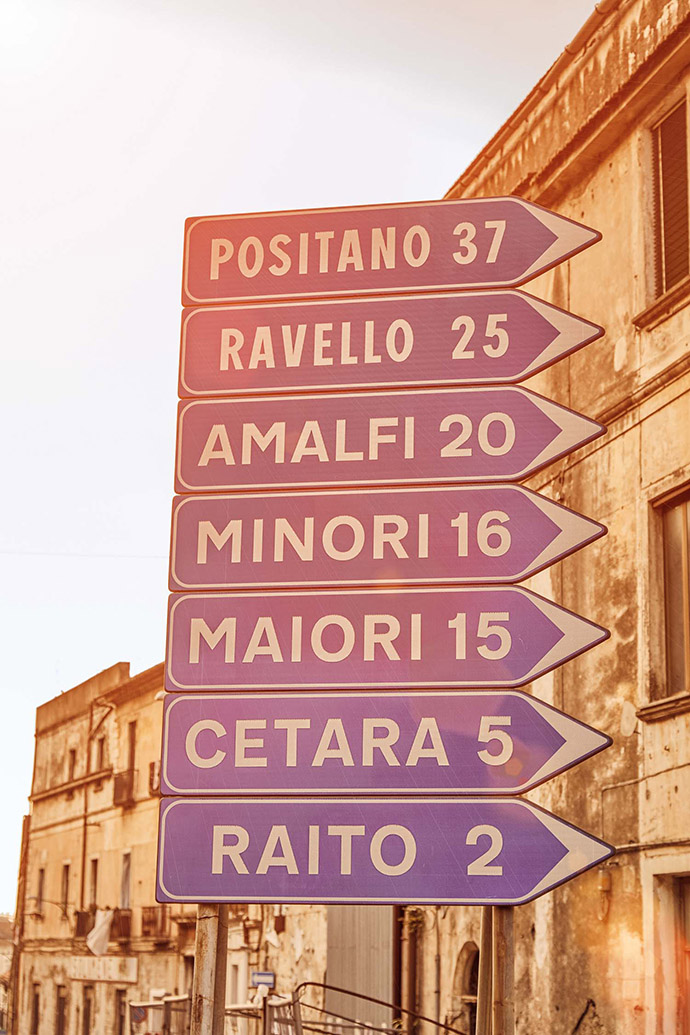 POSITANO 37
RAVELLO 25
AMALFI 20
MINORI 16
MAIORI 15
CETARA 5
RAITO 2